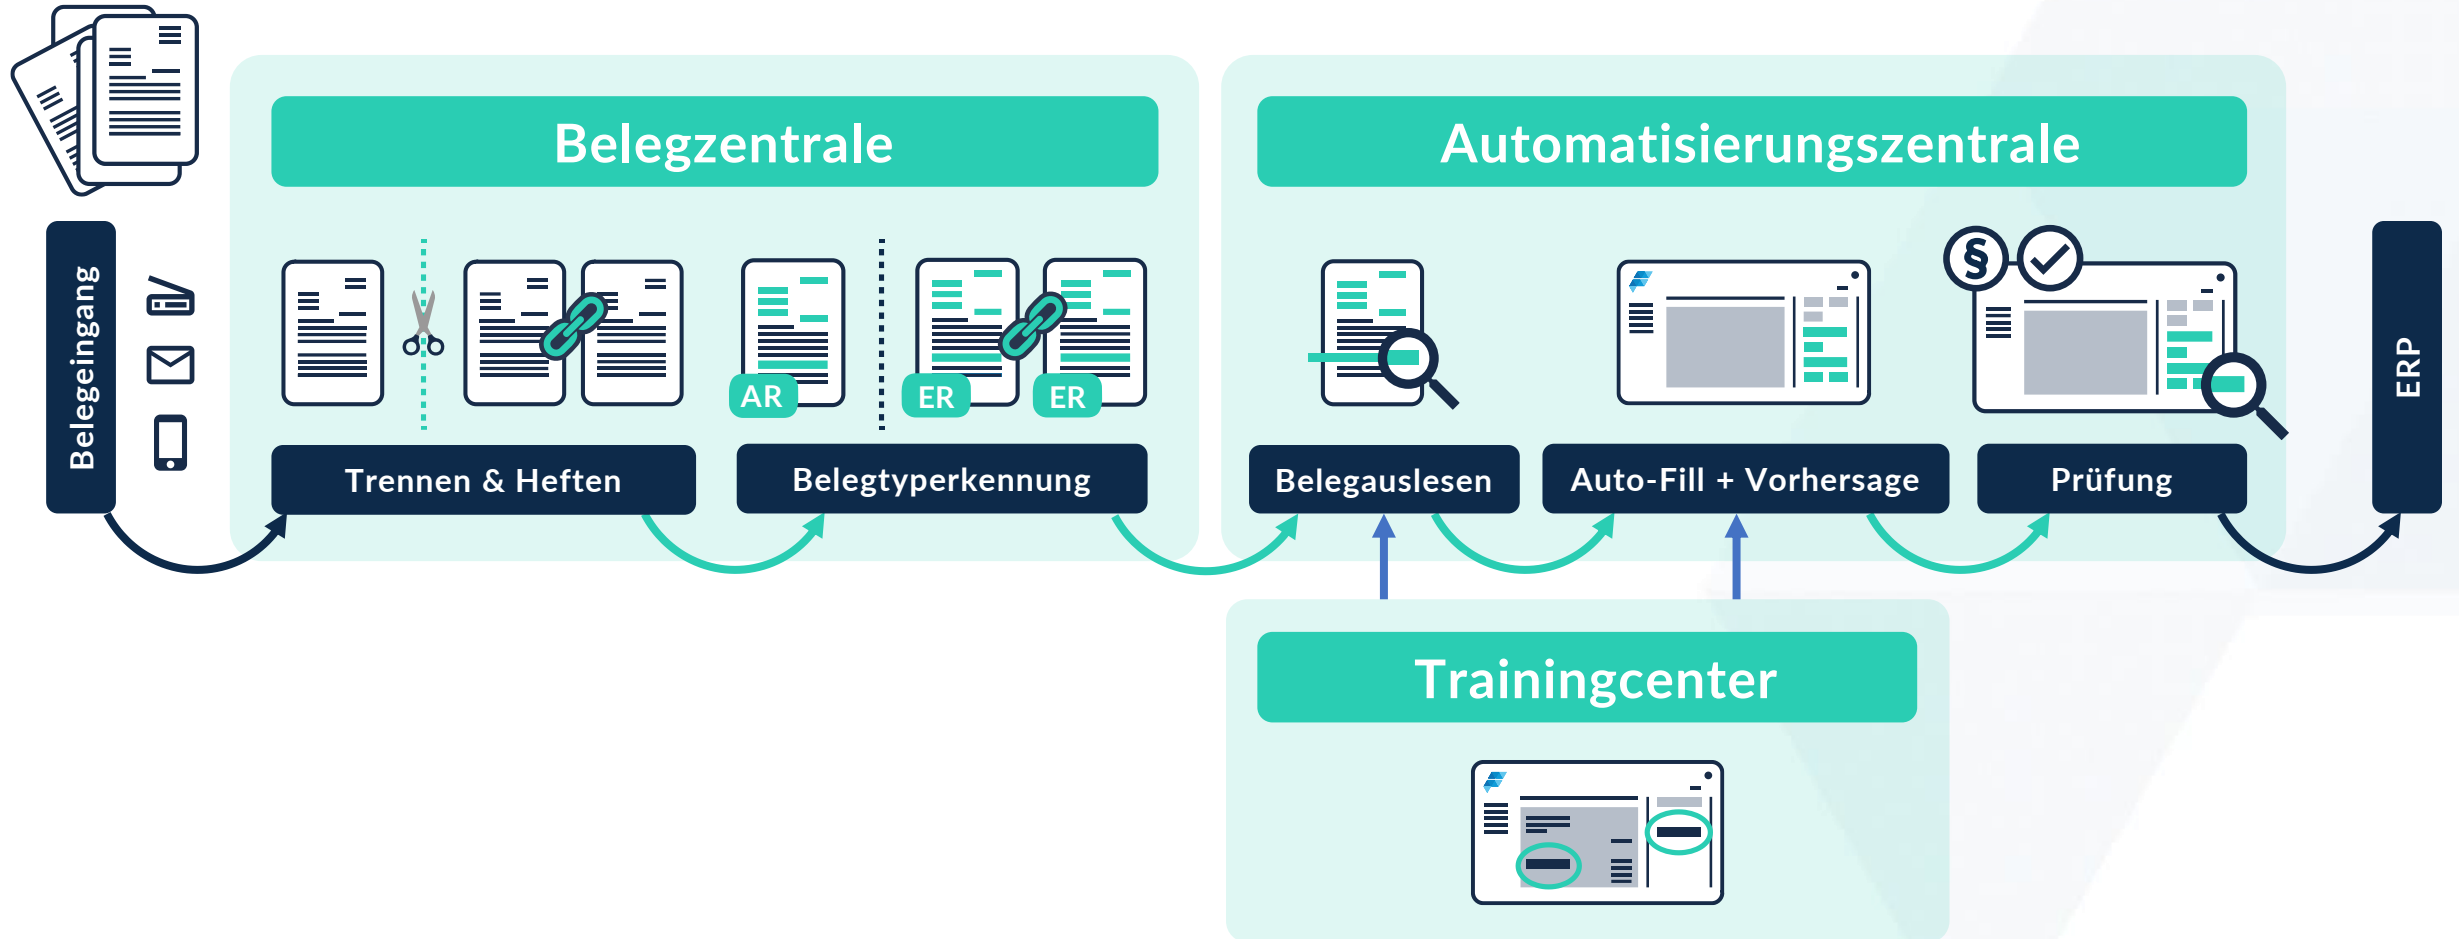 Belegzentrale
Automatisierungszentrale
Belegeingang
AR
ER
ER
§
Trennen & Heften
Belegtyperkennung
Belegauslesen
Auto-Fill + Vorhersage
Prüfung
ERP
Trainingcenter